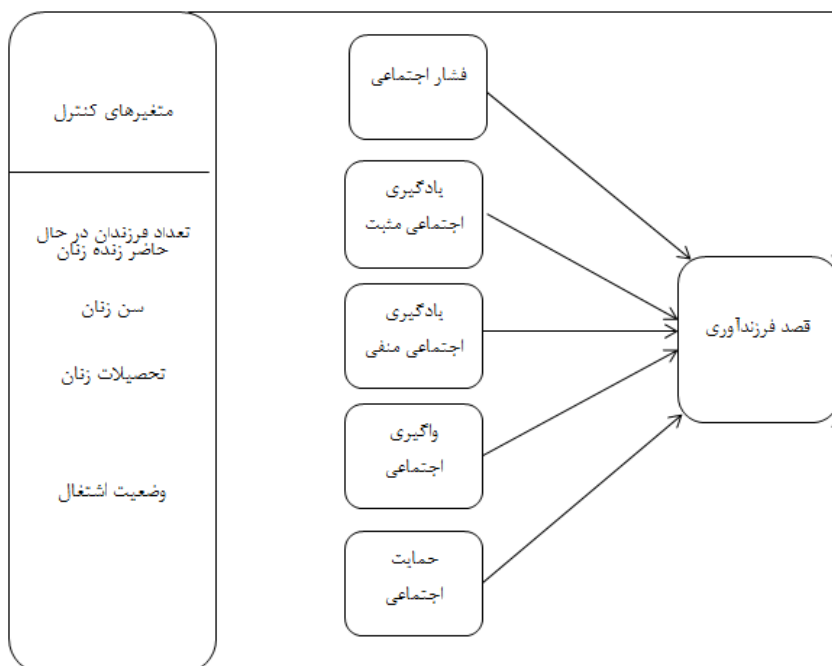 متغیرهای کنترل
تعداد فرزندان در حال
حاضر زنده زنان
سن زنان
تحصیلات زنان
وضعیت اشتغال
فشار اجتماعی
یادگیری
اجتماعی مثبت
یادگیری
اجتماعی منفی
واگیری
اجتماعی
حمایت
اجتماعی
قصد فرزندآوری